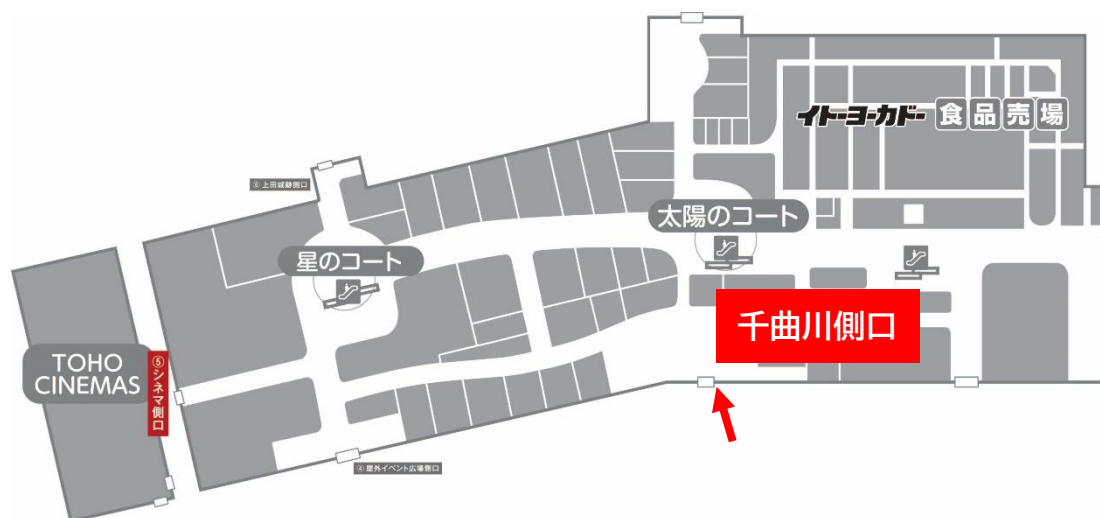 イトーヨーカドー 食品売場
⑥ 上田城跡側口
太陽のコート
星のコート
千曲川側口
TOHO
CINEMAS
⑤シネマ側口
④ 屋外イベント広場側口